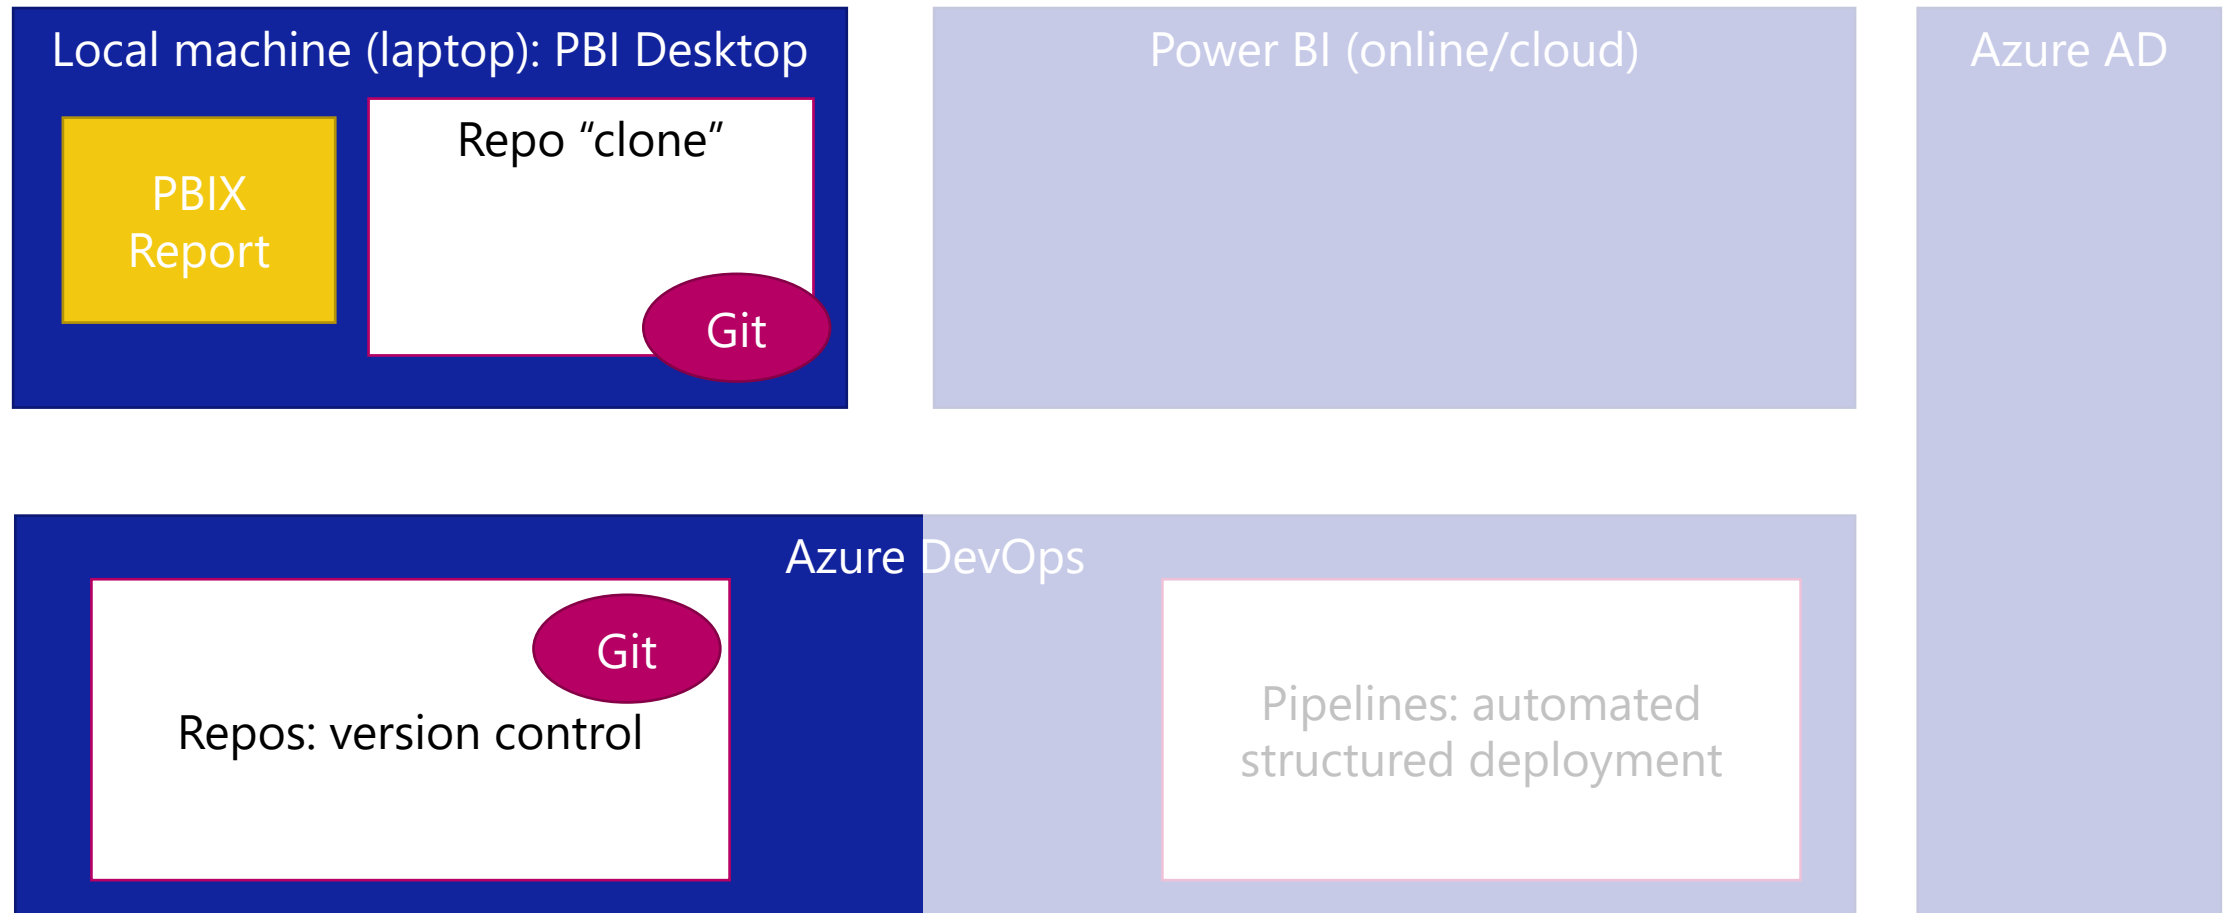 Local machine (laptop): PBI Desktop
PBIX
Report
Repo “clone”
Git
Power BI (online/cloud)
Azure AD
Azure DevOps
Git
Repos: version control
Pipelines: automated
structured deployment